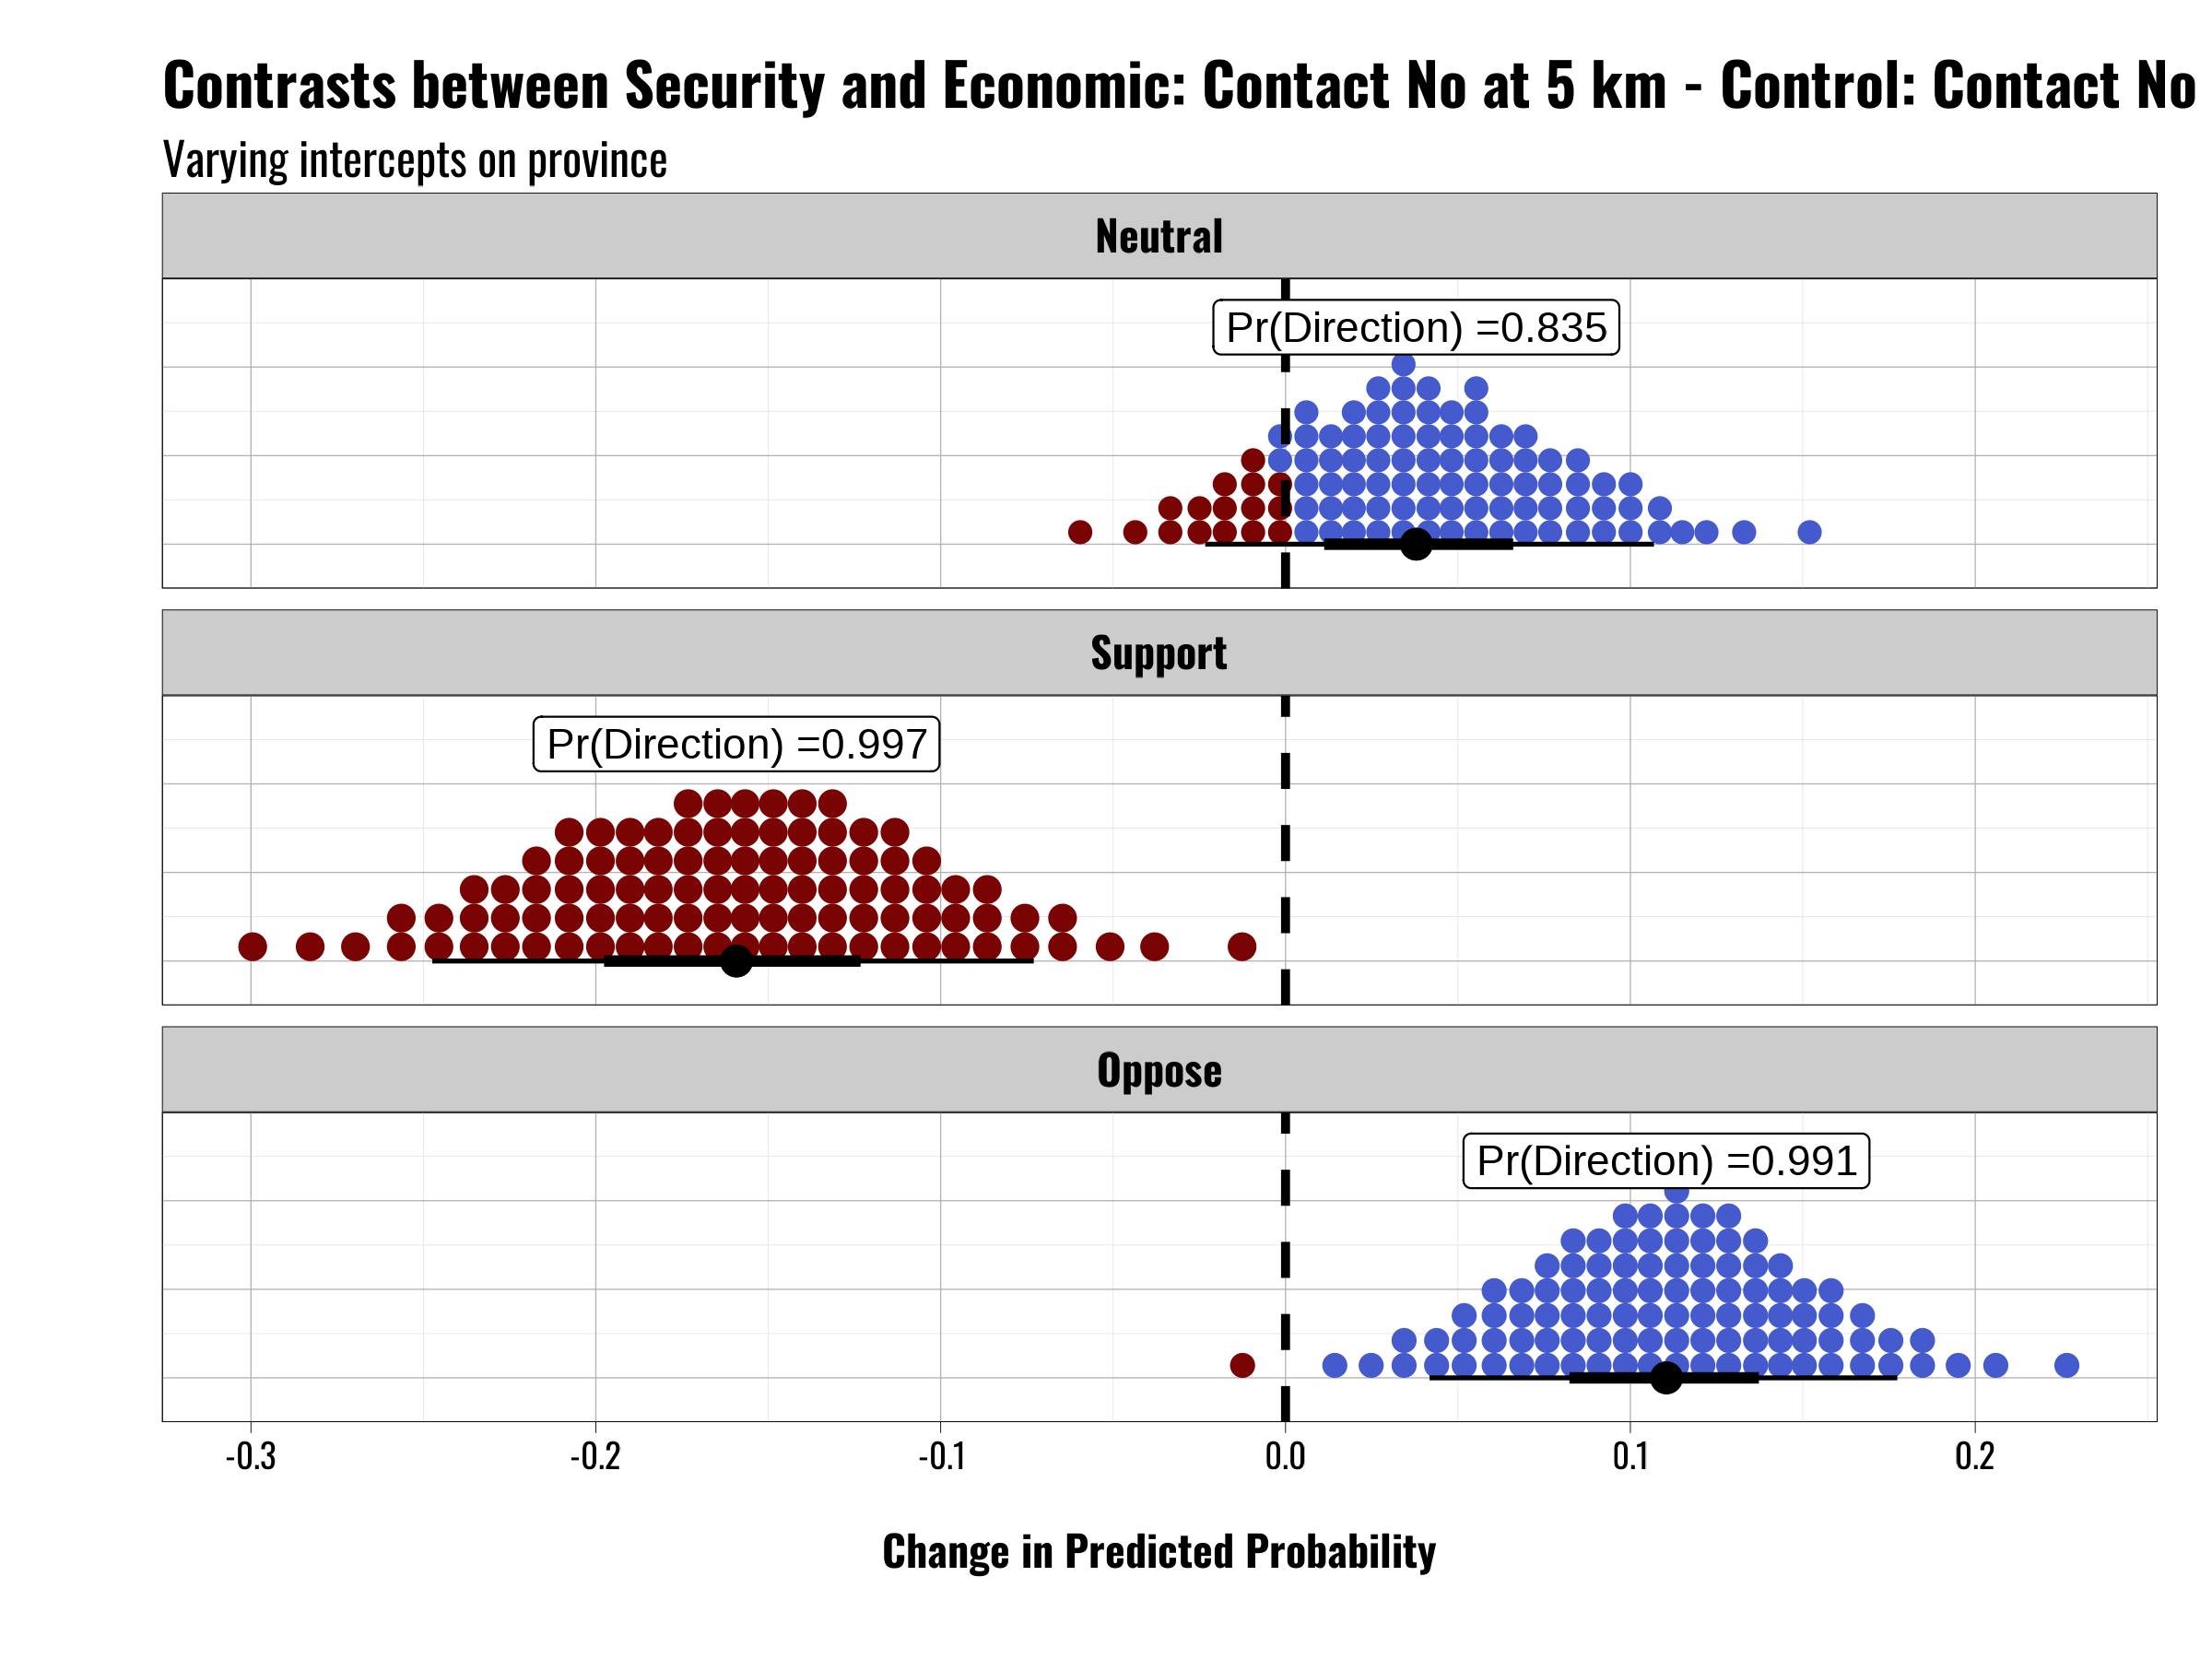 Contrasts between Security and Economic: Contact No at 5 km - Control: Contact No
Varying intercepts on province
Neutral
Pr(Direction) =0.835
Support
Pr(Direction) =0.997
Oppose
Pr(Direction) =0.991
-0.3 -0.2 -0.1 0.0 0.1 0.2
Change in Predicted Probability